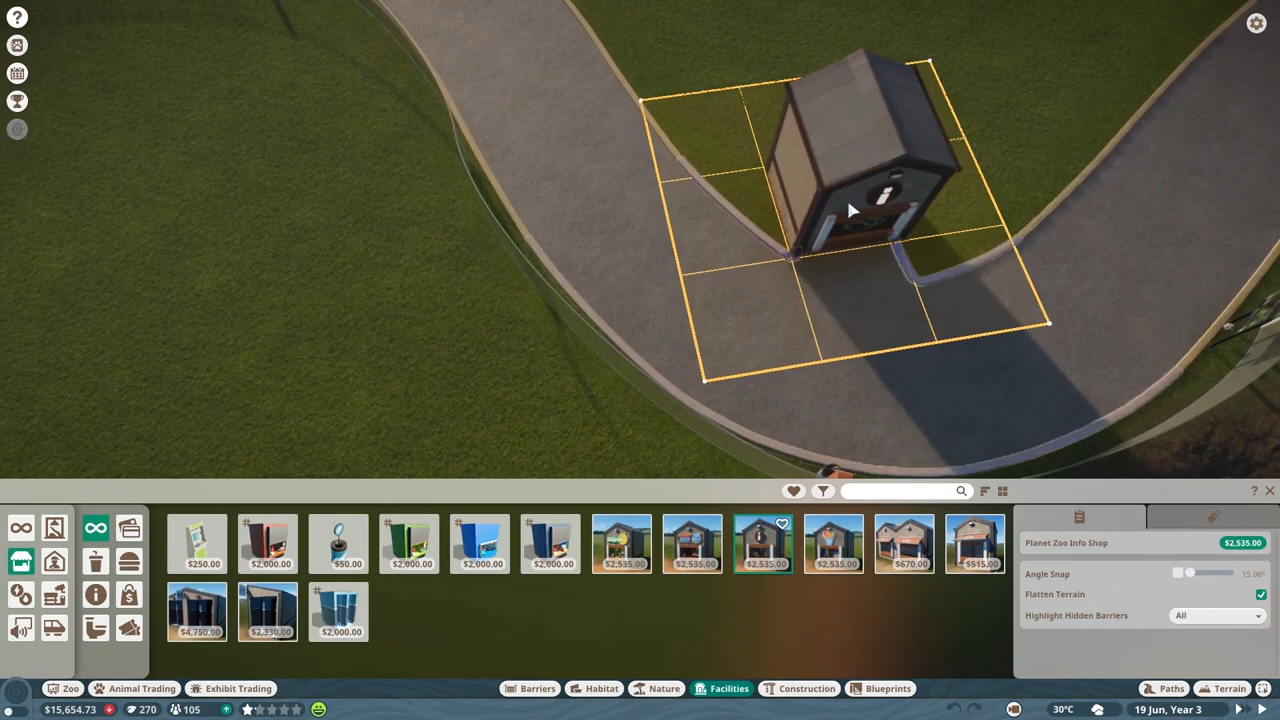 $250.00
$2,000.00
$50.00
$2,000.00
$2,000.00
$2,000.00
$2,535.00
$2,535.00
$2,535.00
$2,535.00
$670.00
$515.00
$4,750.00
$2,330.00
$2,000.00
Planet Zoo Info Shop
$2,535.00
Angle Snap
15.00°
Flatten Terrain
Highlight Hidden Barriers
All
Zoo
Animal Trading
Exhibit Trading
Barriers
Habitat
Nature
Facilities
Construction
Blueprints
Paths
Terrain
$15,654.73
270
105
30°C
19 Jun, Year 3